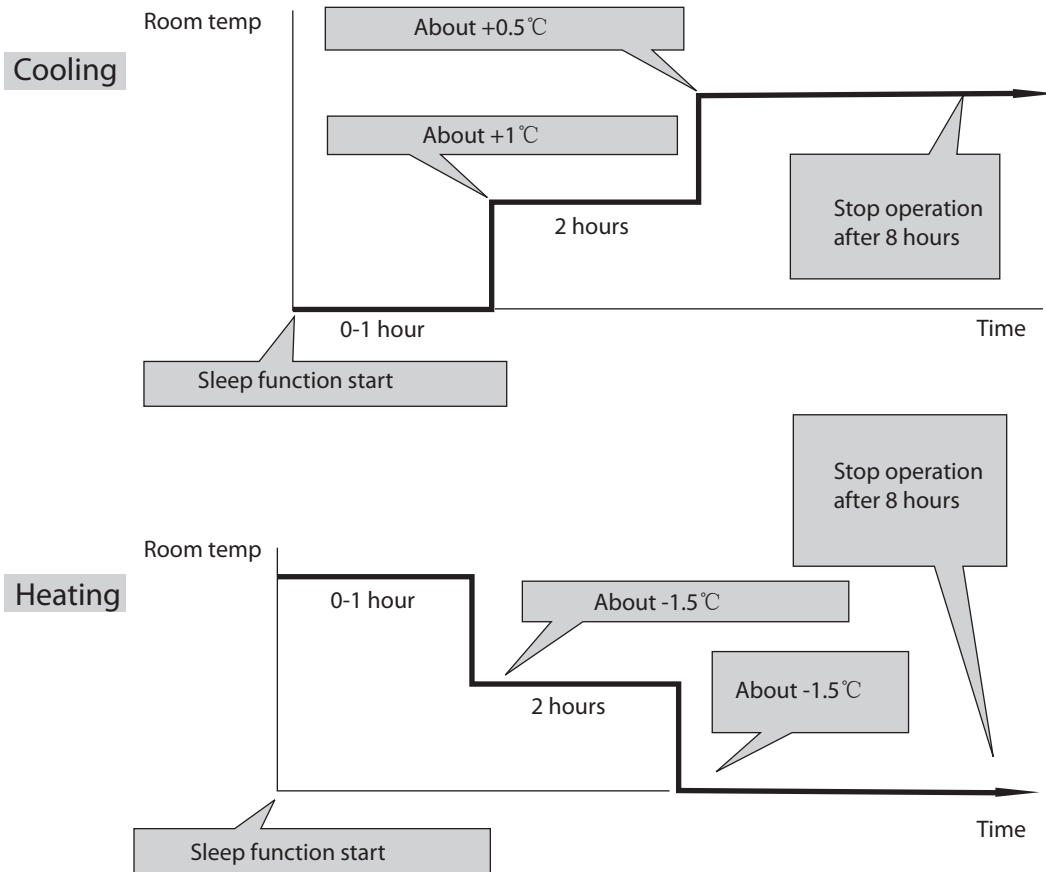 Room temp
About +0.5℃
Cooling
About +1℃
2 hours
Stop operation
after 8 hours
0-1 hour
Time
Sleep function start
Stop operation
after 8 hours
Room temp
Heating
0-1 hour
About -1.5℃
About -1.5℃
2 hours
Time
Sleep function start